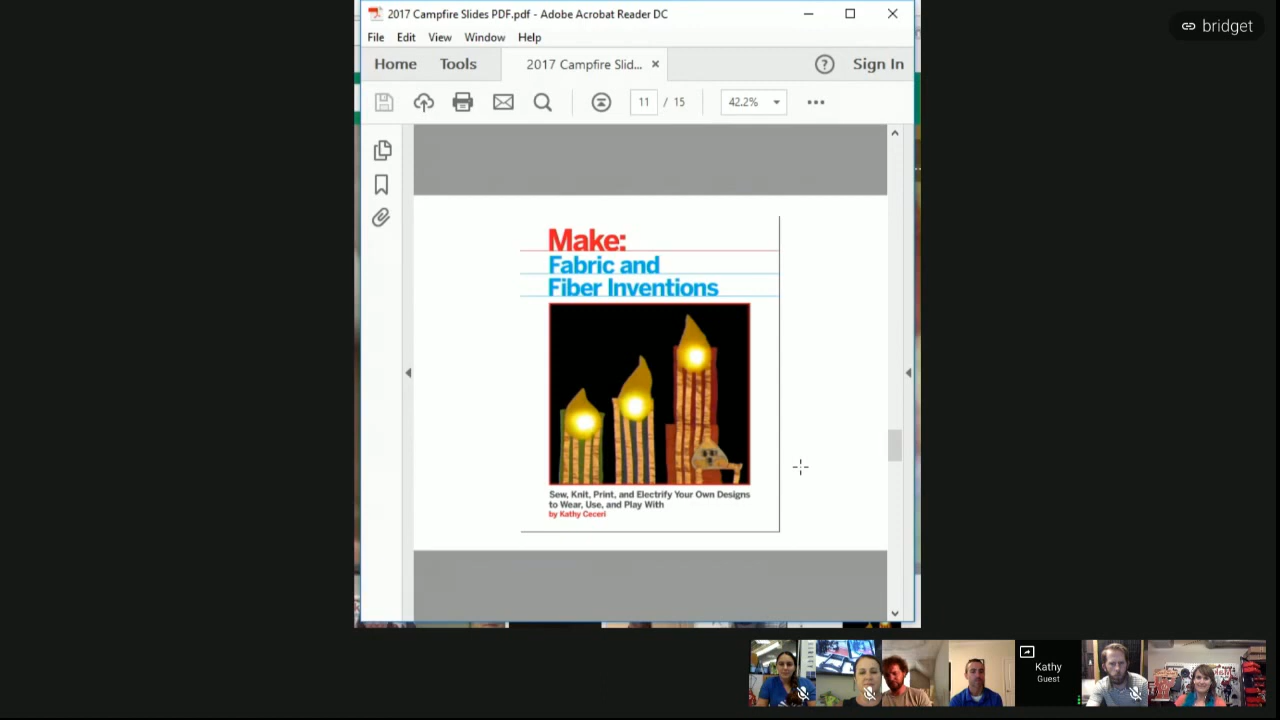 2017 Campfire Slides PDF.pdf - Adobe Acrobat Reader DC
bridget
File Edit View Window Help
Home Tools 2017 Campfire Slid... Sign In
11 / 15 42.2%
Make:
Fabric and
Fiber Inventions
Sew, Knit, Print, and Electrify Your Own Designs
to Wear, Use, and Play With
by Kathy Ceceri
Kathy
Guest